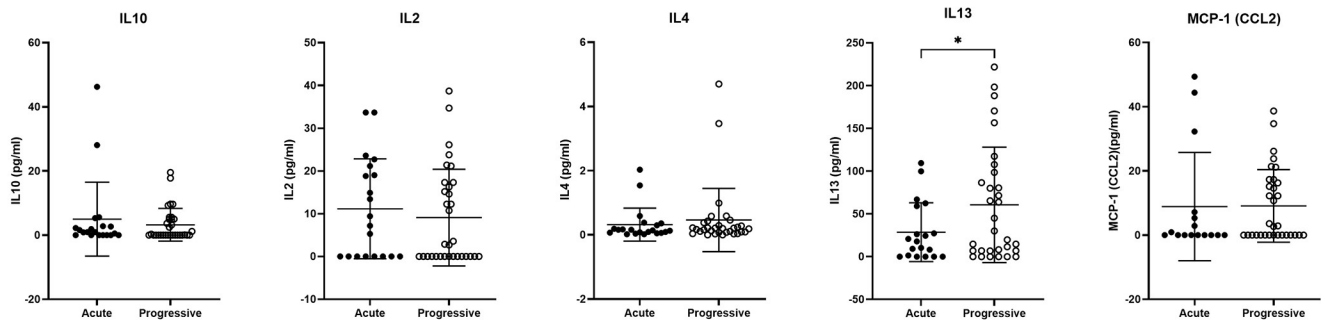 IL10
60
40
20
0
-20
IL10 (pg/ml)
Acute
Progressive
IL2
50
40
30
20
10
0
-10
IL2 (pg/ml)
Acute
Progressive
IL4
6
4
2
0
-2
IL4 (pg/ml)
Acute
Progressive
IL13
*
250
200
150
100
50
0
-50
IL13 (pg/ml)
Acute
Progressive
MCP-1 (CCL2)
60
40
20
0
-20
MCP-1 (CCL2)(pg/ml)
Acute
Progressive